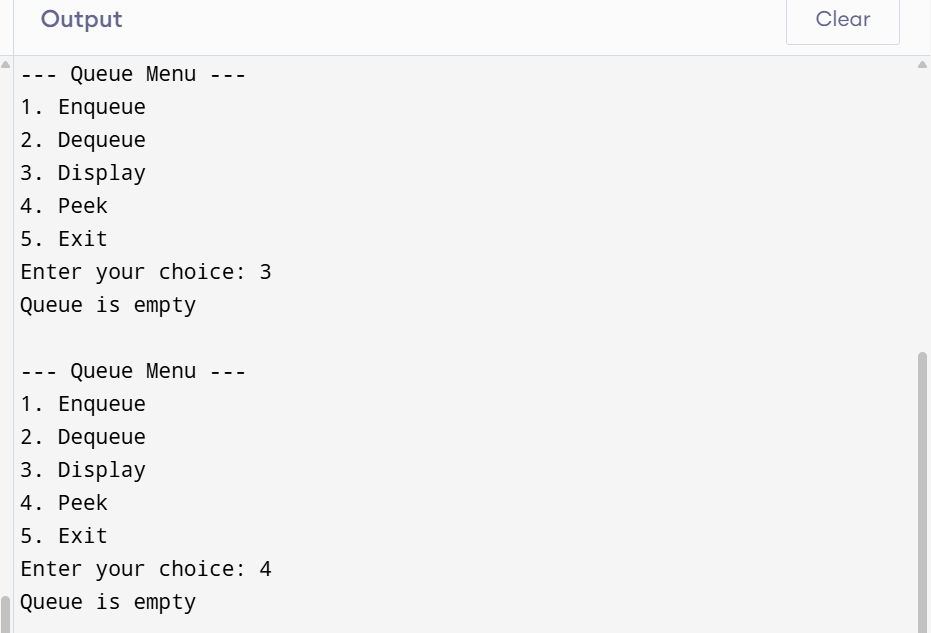 Output
Clear
--- Queue Menu ---
1. Enqueue
2. Dequeue
3. Display
4. Peek
5. Exit
Enter your choice: 3
Queue is empty
--- Queue Menu ---
1. Enqueue
2. Dequeue
3. Display
4. Peek
5. Exit
Enter your choice: 4
Queue is empty